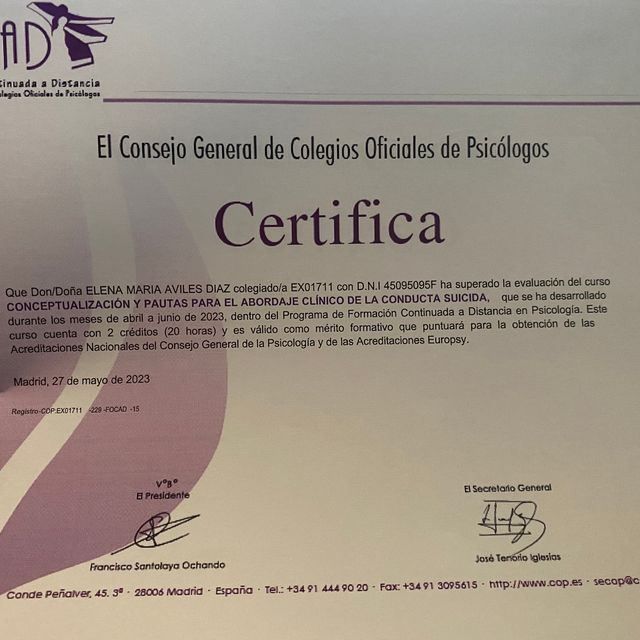 AD
tinuada a Distancia
olegios Oficiales de Psicólogos
El Consejo General de Colegios Oficiales de Psicólogos
Certifica
Que Don/Doña ELENA MARIA AVILES DIAZ colegiado/a EX01711 con D.N.I 45095095F ha superado la evaluación del curso
CONCEPTUALIZACIÓN Y PAUTAS PARA EL ABORDAJE CLÍNICO DE LA CONDUCTA SUICIDA, que se ha desarrollado
durante los meses de abril a junio de 2023, dentro del Programa de Formación Continuada a Distancia en Psicología. Este
curso cuenta con 2 créditos (20 horas) y es válido como mérito formativo que puntuará para la obtención de las
Acreditaciones Nacionales del Consejo General de la Psicología y de las Acreditaciones Europsy.
Madrid, 27 de mayo de 2023
Registro-COP:EX01711 -229 -FOCAD -15
VºBº
El Presidente
Francisco Santolaya Ochando
El Secretario General
José Tenorio Iglesias
Conde Peñalver, 45. 3ª · 28006 Madrid · España · Tel.: +34 91 444 90 20 · Fax: +34 91 3095615 · http://www.cop.es · secop@c